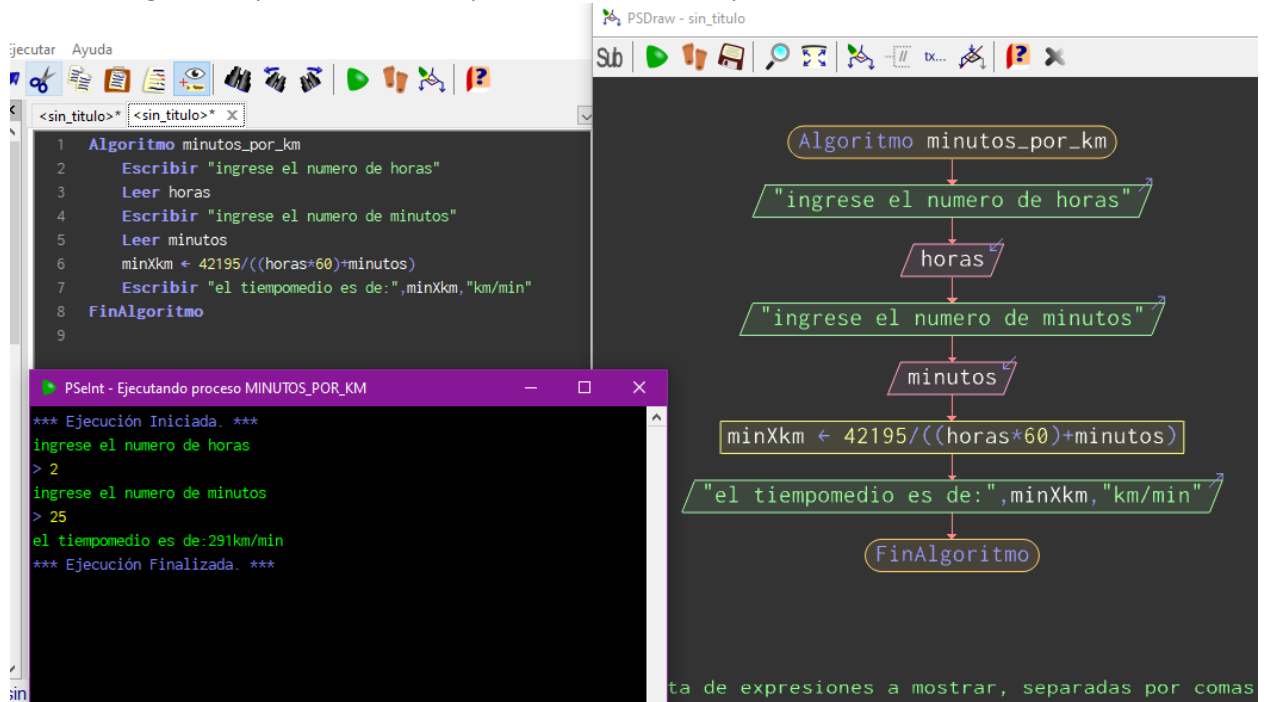 Ejecutar Ayuda
<sin_titulo>* <sin_titulo>* x
1 Algoritmo minutos_por_km
2 Escribir "ingrese el numero de horas"
3 Leer horas
4 Escribir "ingrese el numero de minutos"
5 Leer minutos
6 minXkm ← 42195/((horas*60)+minutos)
7 Escribir "el tiempomedio es de:",minXkm,"km/min"
8 FinAlgoritmo
9
PSeInt - Ejecutando proceso MINUTOS_POR_KM
*** Ejecución Iniciada. ***
ingrese el numero de horas
> 2
ingrese el numero de minutos
> 25
el tiempomedio es de:291km/min
*** Ejecución Finalizada. ***
sin
PSDraw - sin_titulo
Sub
tx...
Algoritmo minutos_por_km
"ingrese el numero de horas"
horas
"ingrese el numero de minutos"
minutos
minXkm ← 42195/((horas*60)+minutos)
"el tiempomedio es de:",minXkm,"km/min"
FinAlgoritmo
ta de expresiones a mostrar, separadas por comas